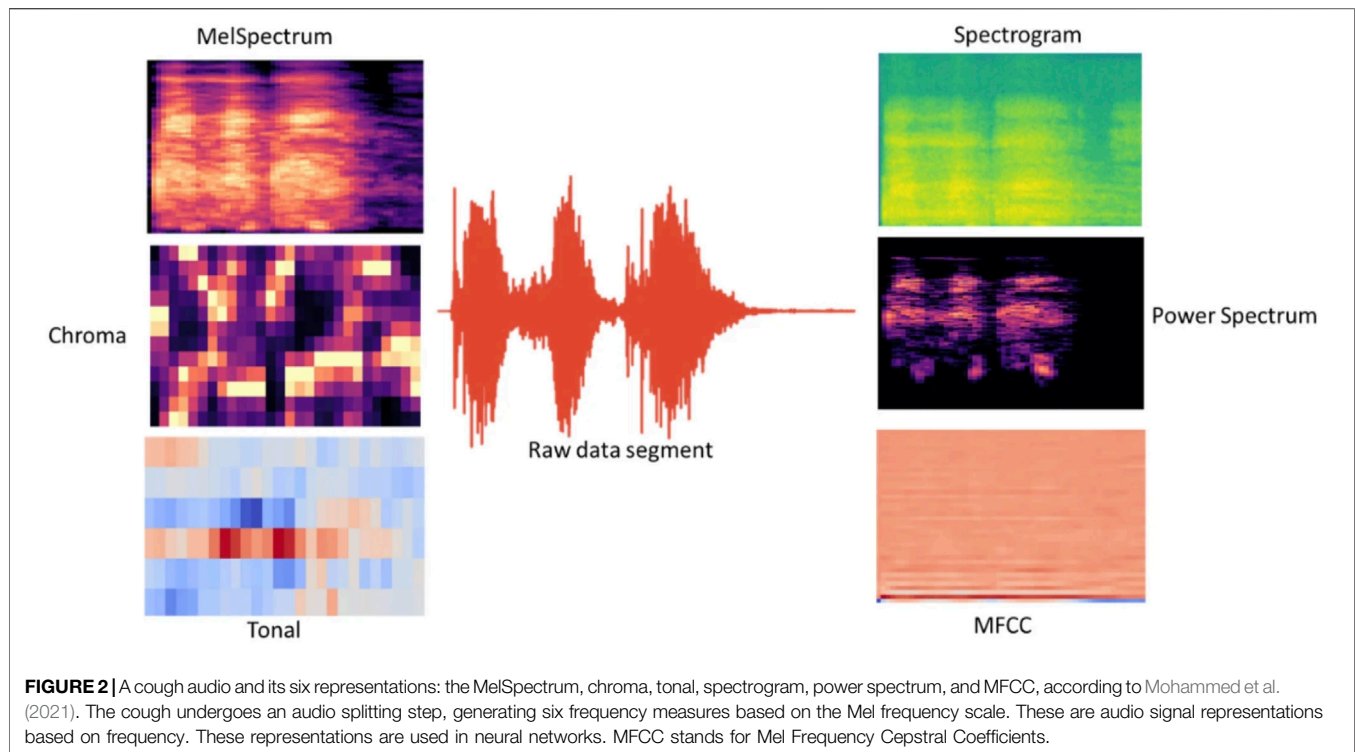 MelSpectrum
Spectrogram
Chroma
Power Spectrum
Raw data segment
Tonal
MFCC
FIGURE 2 | A cough audio and its six representations: the MelSpectrum, chroma, tonal, spectrogram, power spectrum, and MFCC, according to Mohammed et al.
(2021). The cough undergoes an audio splitting step, generating six frequency measures based on the Mel frequency scale. These are audio signal representations
based on frequency. These representations are used in neural networks. MFCC stands for Mel Frequency Cepstral Coefficients.